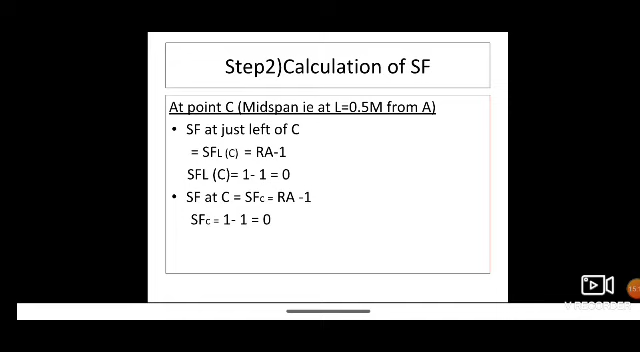 Step2)Calculation of SF
At point C (Midspan ie at L=0.5M from A)
• SF at just left of C
= SFL (C) = RA-1
SFL (C)= 1- 1 = 0
• SF at C = SFc = RA -1
SFc = 1- 1 = 0
V RECORDER